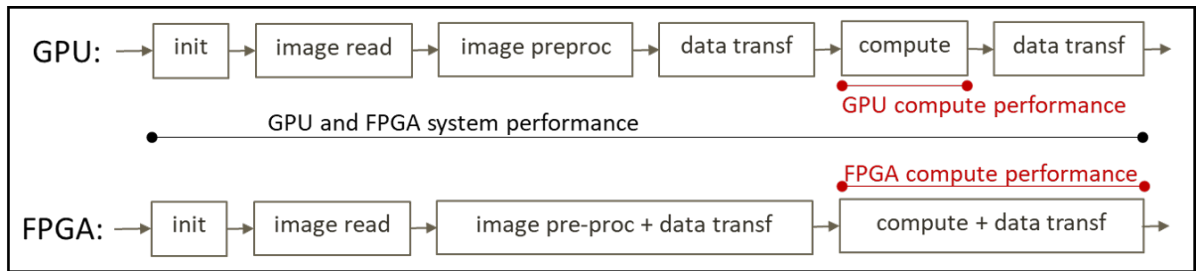 GPU: init image read image preproc data transf compute data transf
GPU compute performance
GPU and FPGA system performance
FPGA compute performance
FPGA: init image read image pre-proc + data transf compute + data transf